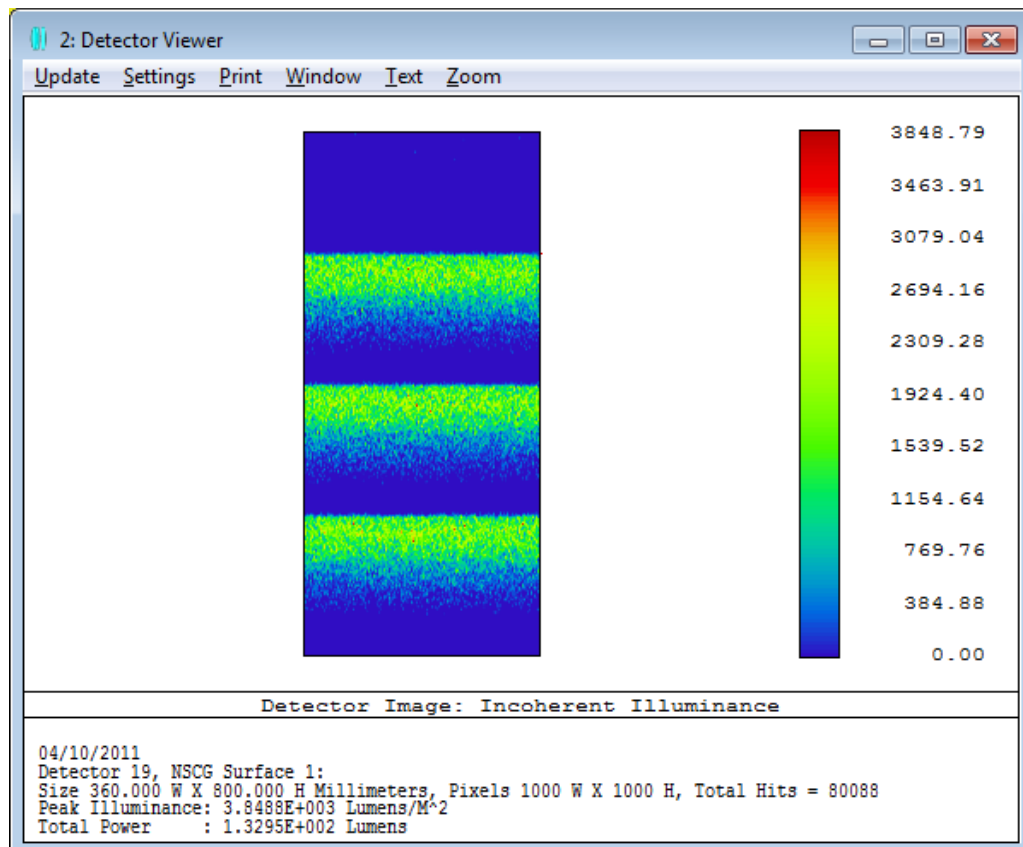 2: Detector Viewer
Update Settings Print Window Text Zoom
3848.79
3463.91
3079.04
2694.16
2309.28
1924.40
1539.52
1154.64
769.76
384.88
0.00
Detector Image: Incoherent Illuminance
04/10/2011
Detector 19, NSCG Surface 1:
Size 360.000 W X 800.000 H Millimeters, Pixels 1000 W X 1000 H, Total Hits = 80088
Peak Illuminance: 3.8488E+003 Lumens/M^2
Total Power     : 1.3295E+002 Lumens